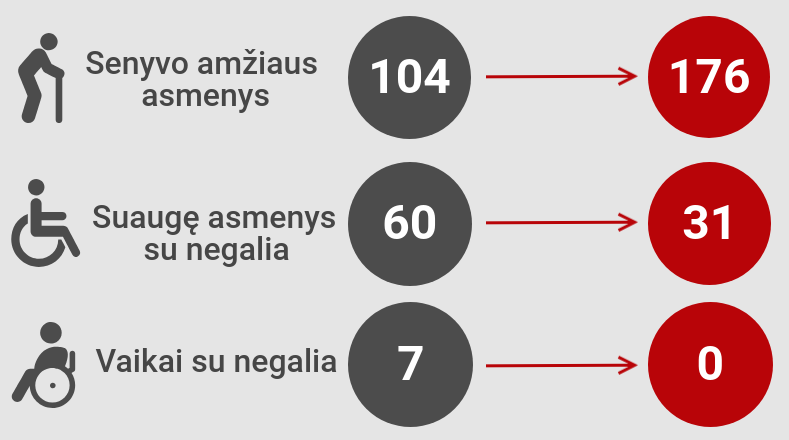 Senyvo amžiaus
asmenys
104
176
Suaugę asmenys
su negalia
60
31
Vaikai su negalia
7
0